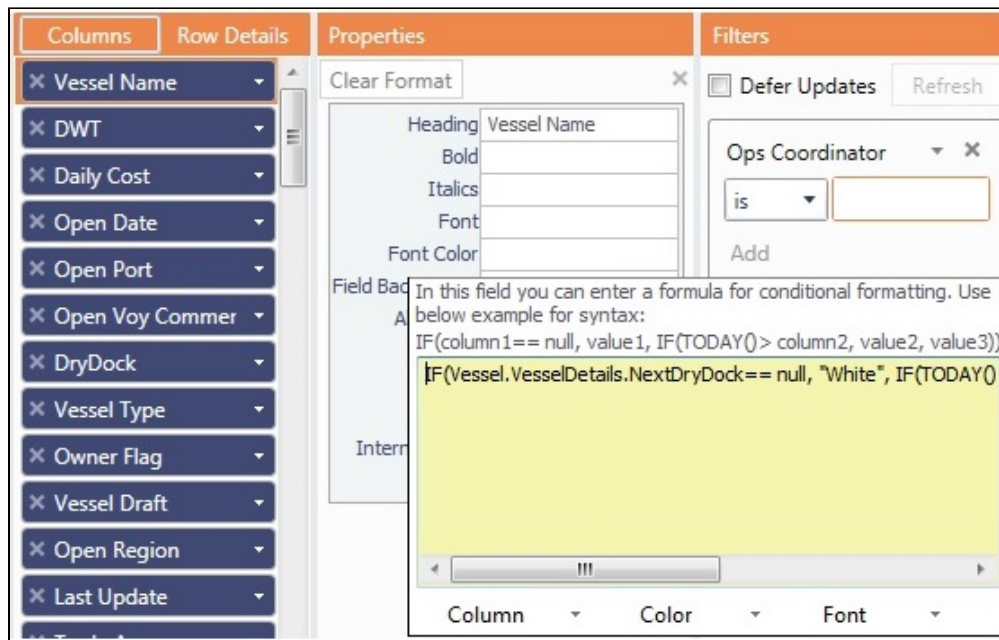 Columns
Row Details
Vessel Name
DWT
Daily Cost
Open Date
Open Port
Open Voy Commer
DryDock
Vessel Type
Owner Flag
Vessel Draft
Open Region
Last Update
Properties
Clear Format
Heading Vessel Name
Bold
Italics
Font
Font Color
Field Bac
A
Intern
In this field you can enter a formula for conditional formatting. Use
below example for syntax:
IF(column1== null, value1, IF(TODAY()> column2, value2, value3))
IF(Vessel.VesselDetails.NextDryDock== null, "White", IF(TODAY()
Column Color Font
Filters
Defer Updates Refresh
Ops Coordinator
is
Add